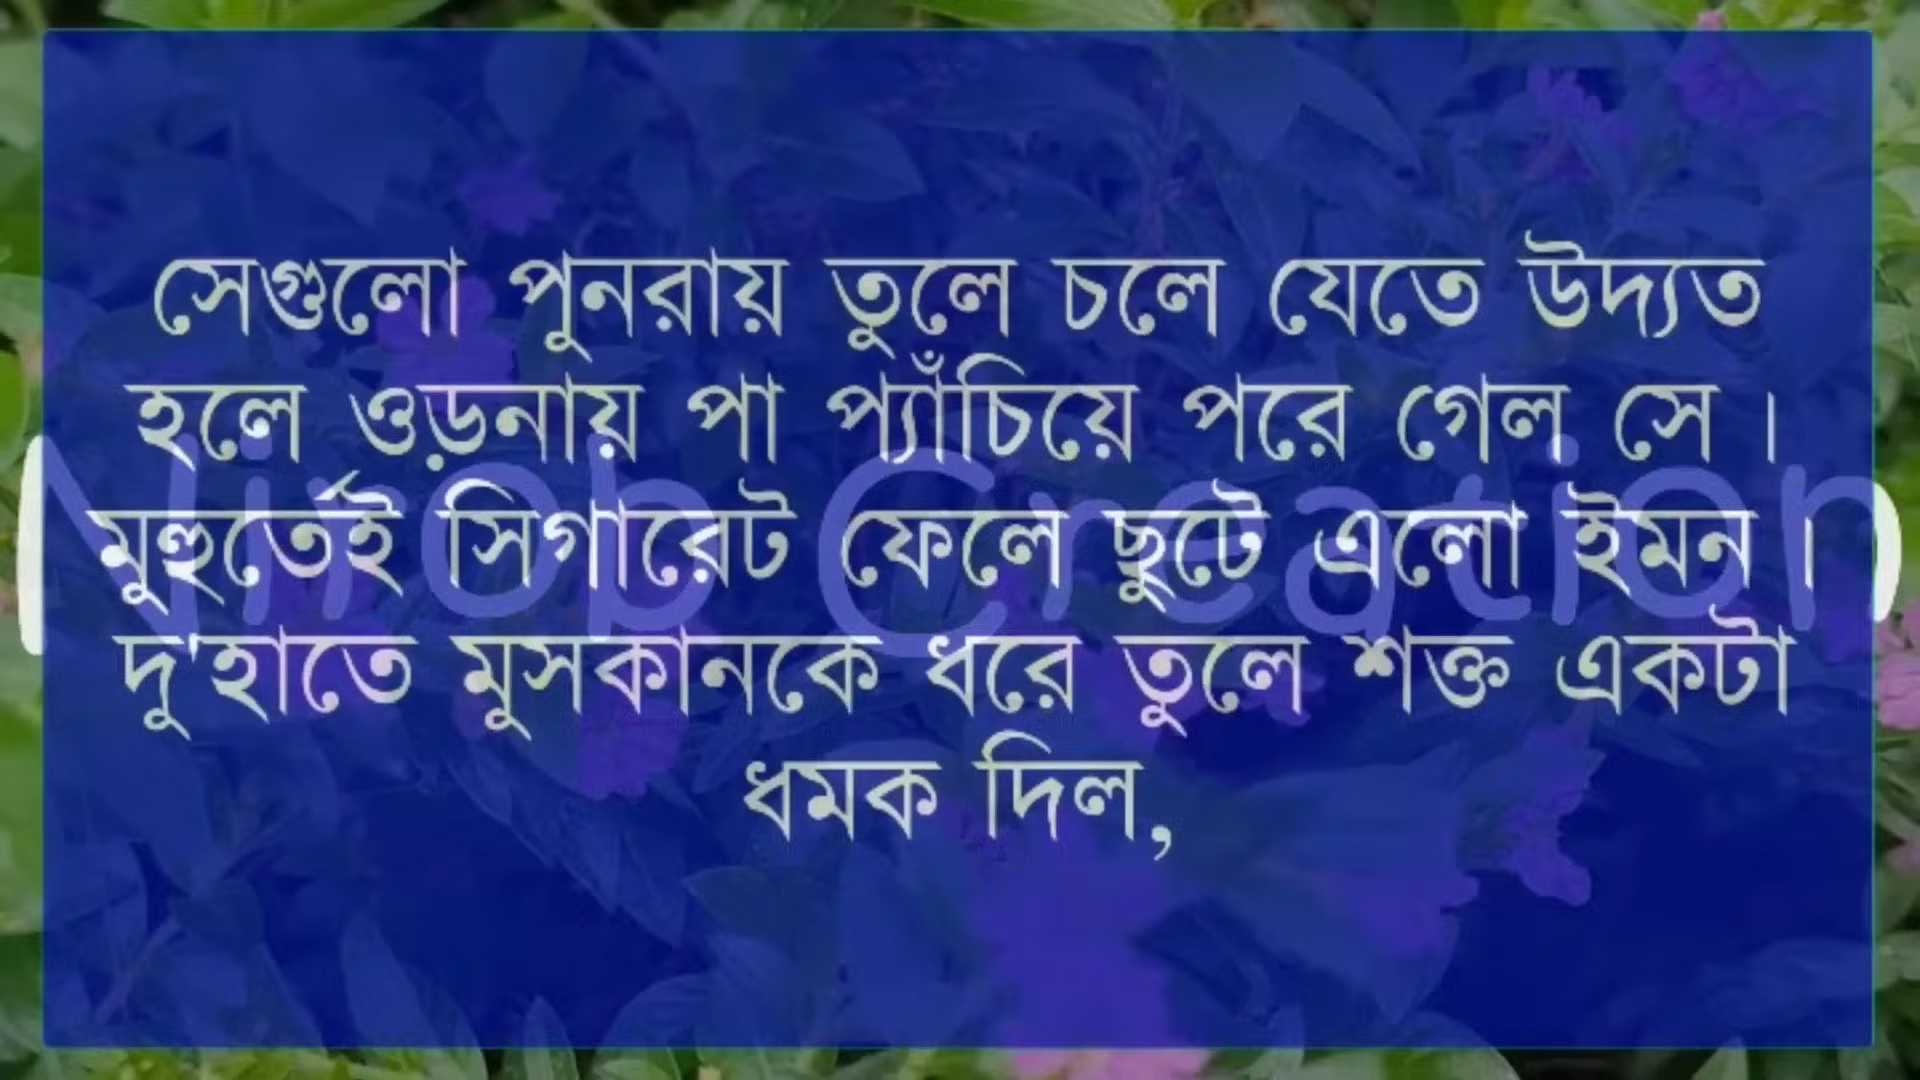 সেগুলো পুনরায় তুলে চলে যেতে উদ্যত
হলে ওড়নায় পা প্যাঁচিয়ে পরে গেল সে।
মুহুর্তেই সিগারেট ফেলে ছুটে এলো ইমন।
Nirob Creation
দু'হাতে মুসকানকে ধরে তুলে শক্ত একটা
ধমক দিল,